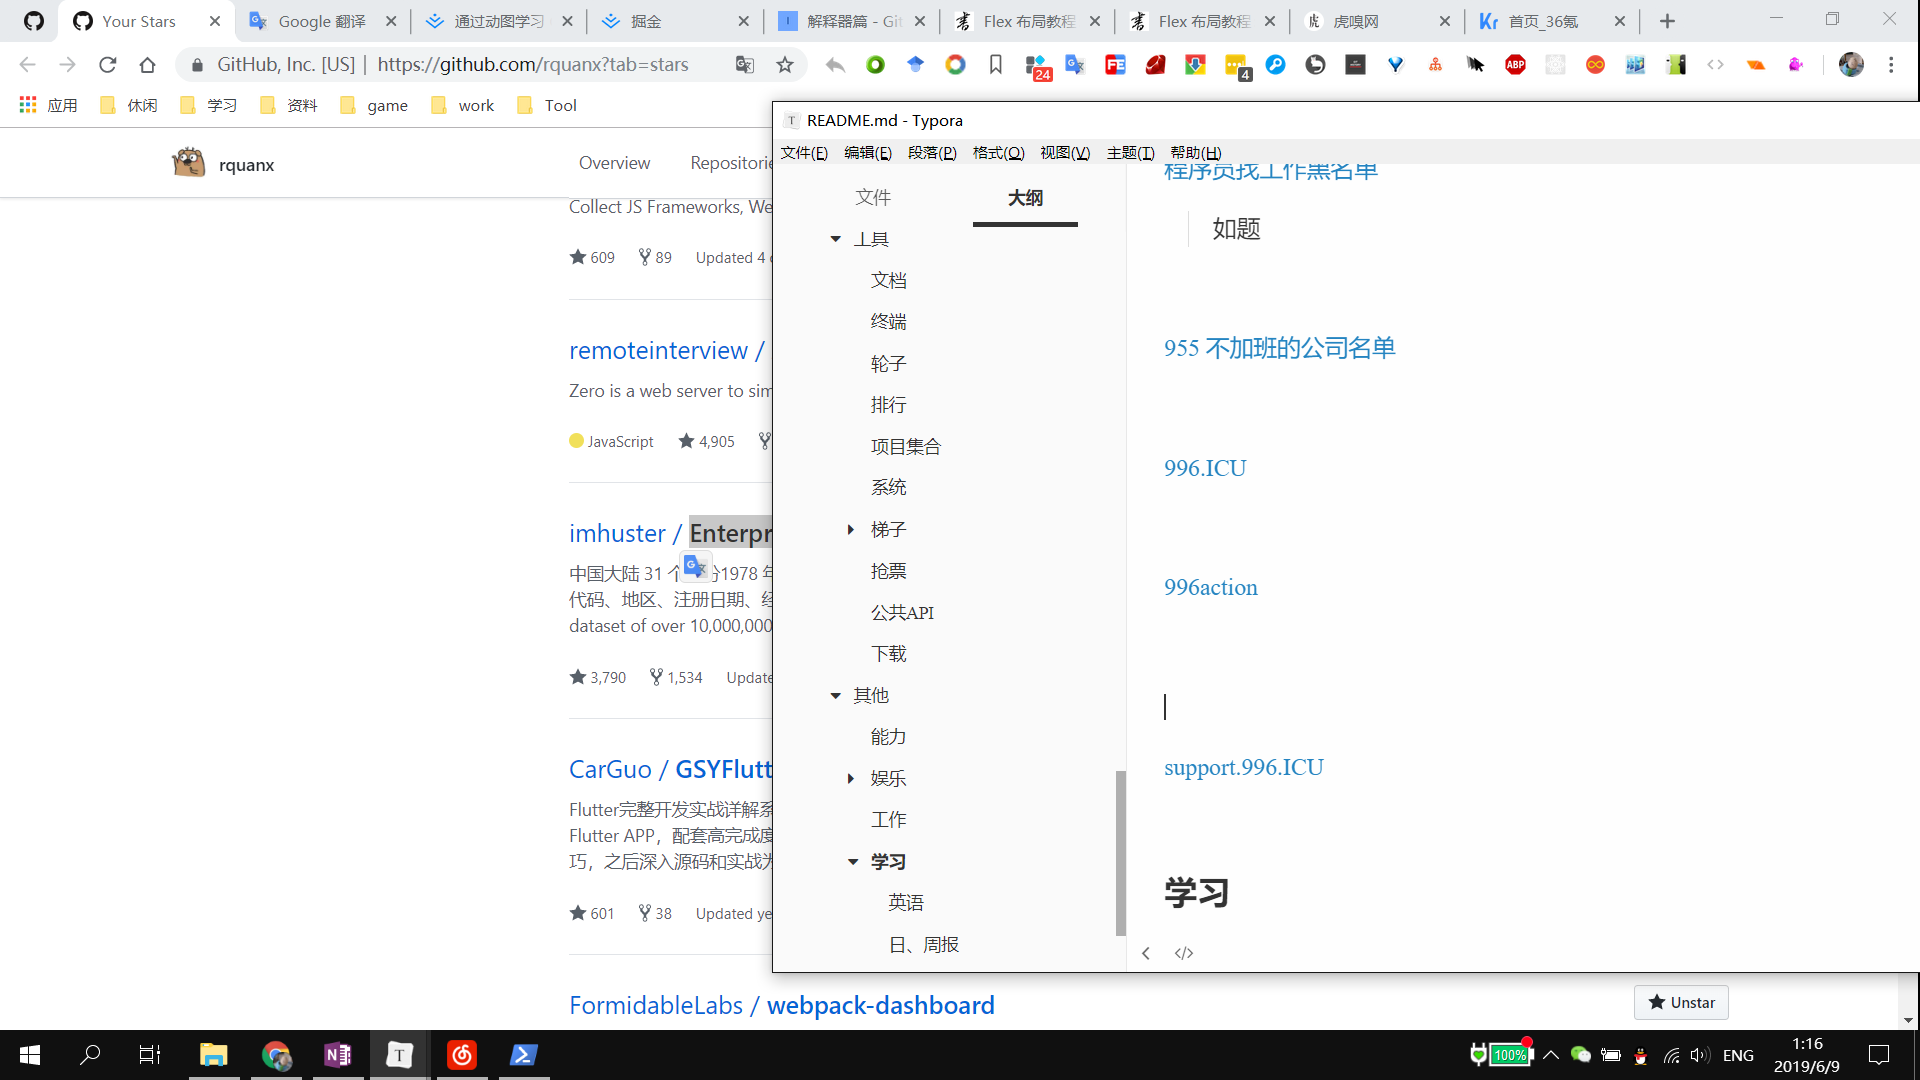 Your Stars
Google 翻译
通过动图学习
掘金
解释器篇 - Git
Flex 布局教程
Flex 布局教程
虎嗅网
首页_36氪
GitHub, Inc. [US] | https://github.com/rquanx?tab=stars
24
FE
4
ABP
应用
休闲
学习
资料
game
work
Tool
rquanx
Overview
Repositorie
Collect JS Frameworks, We
609
89
Updated 4
remoteinterview /
Zero is a web server to sim
JavaScript
4,905
imhuster / Enterpr
中国大陆 31 个
份1978
代码、地区、注册日期、经
dataset of over 10,000,000
3,790
1,534
Update
CarGuo / GSYFlutt
Flutter完整开发实战详解系
Flutter APP，配套高完成度
巧，之后深入源码和实战为
601
38
Updated ye
FormidableLabs / webpack-dashboard
Unstar
README.md - Typora
文件(F)
编辑(E)
段落(P)
格式(O)
视图(V)
主题(T)
帮助(H)
文件
大纲
工具
文档
终端
轮子
排行
项目集合
系统
梯子
抢票
公共API
下载
其他
能力
娱乐
工作
学习
英语
日、周报
程序员找工作黑名单
如题
955 不加班的公司名单
996.ICU
996action
support.996.ICU
学习
100%
ENG
1:16
2019/6/9